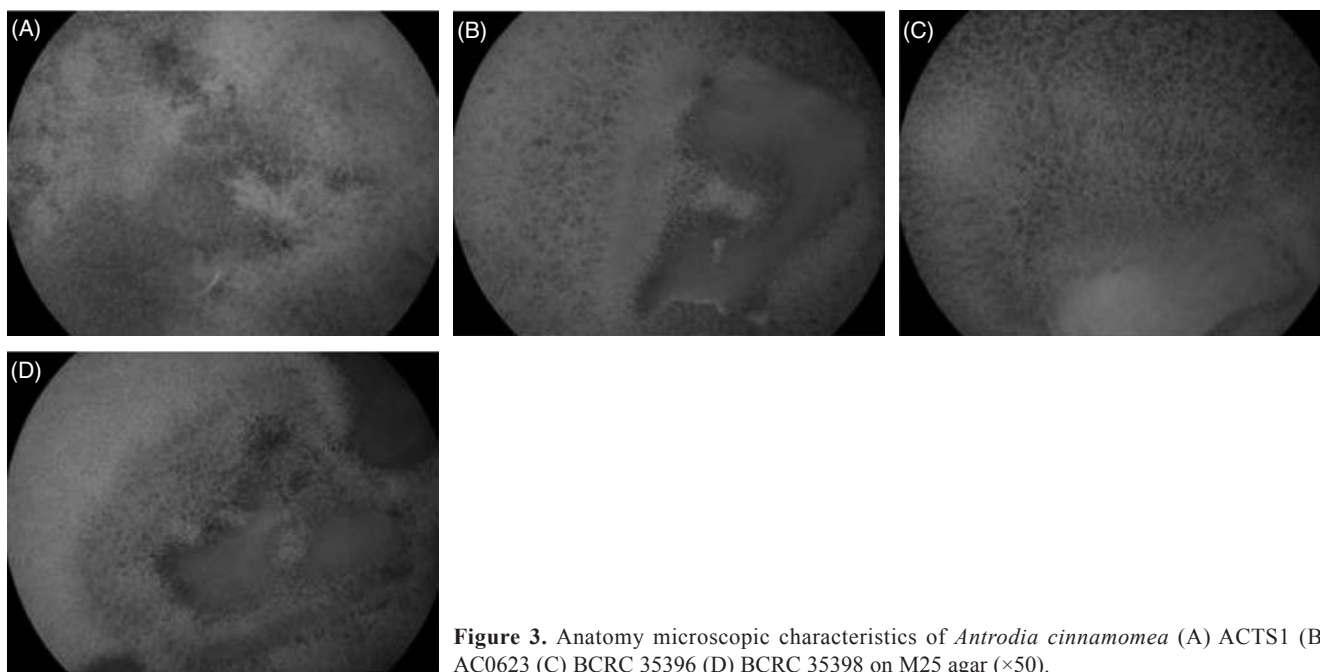 (A)
(B)
(C)
(D)
Figure 3. Anatomy microscopic characteristics of Antrodia cinnamomea (A) ACTS1 (B
AC0623 (C) BCRC 35396 (D) BCRC 35398 on M25 agar (×50).